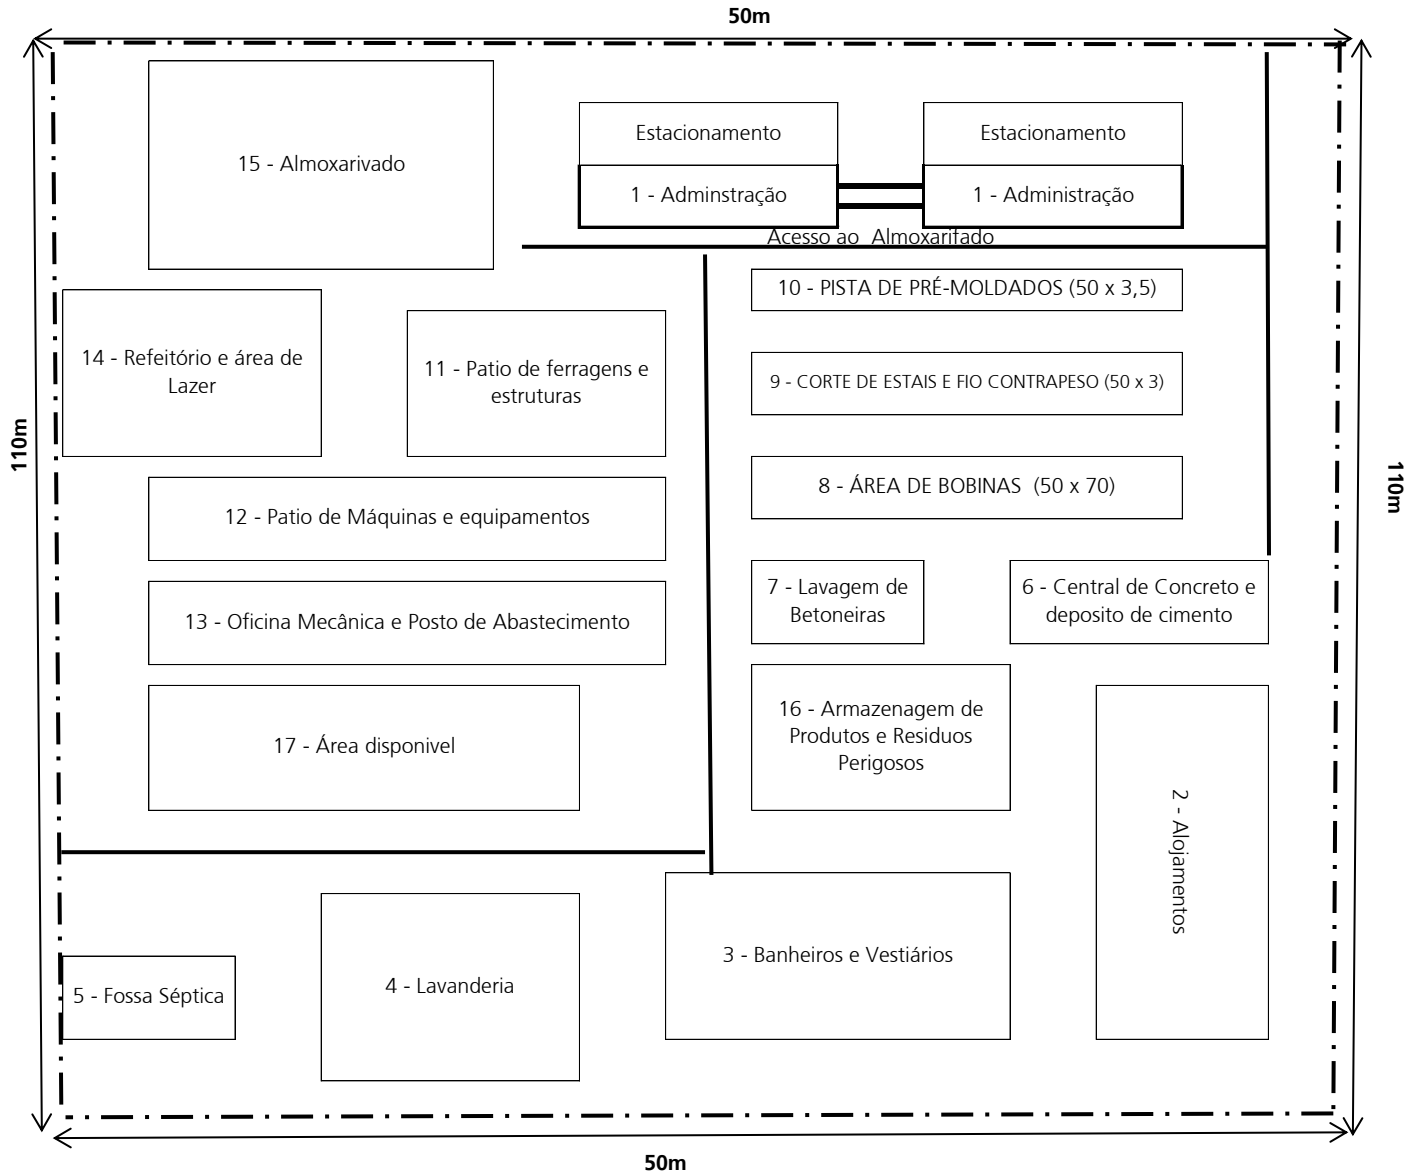 50m
Estacionamento
Estacionamento
15 - Almoxarivado
1 - Adminstração
1 - Administração
Acesso ao  Almoxarifado
10 - PISTA DE PRÉ-MOLDADOS (50 x 3,5)
14 - Refeitório e área de
Lazer
11 - Patio de ferragens e
estruturas
9 - CORTE DE ESTAIS E FIO CONTRAPESO (50 x 3)
110m
110m
8 - ÁREA DE BOBINAS  (50 x 70)
12 - Patio de Máquinas e equipamentos
7 - Lavagem de
Betoneiras
6 - Central de Concreto e
deposito de cimento
13 - Oficina Mecânica e Posto de Abastecimento
16 - Armazenagem de
Produtos e Residuos
Perigosos
17 - Área disponivel
2 - Alojamentos
3 - Banheiros e Vestiários
4 - Lavanderia
5 - Fossa Séptica
50m